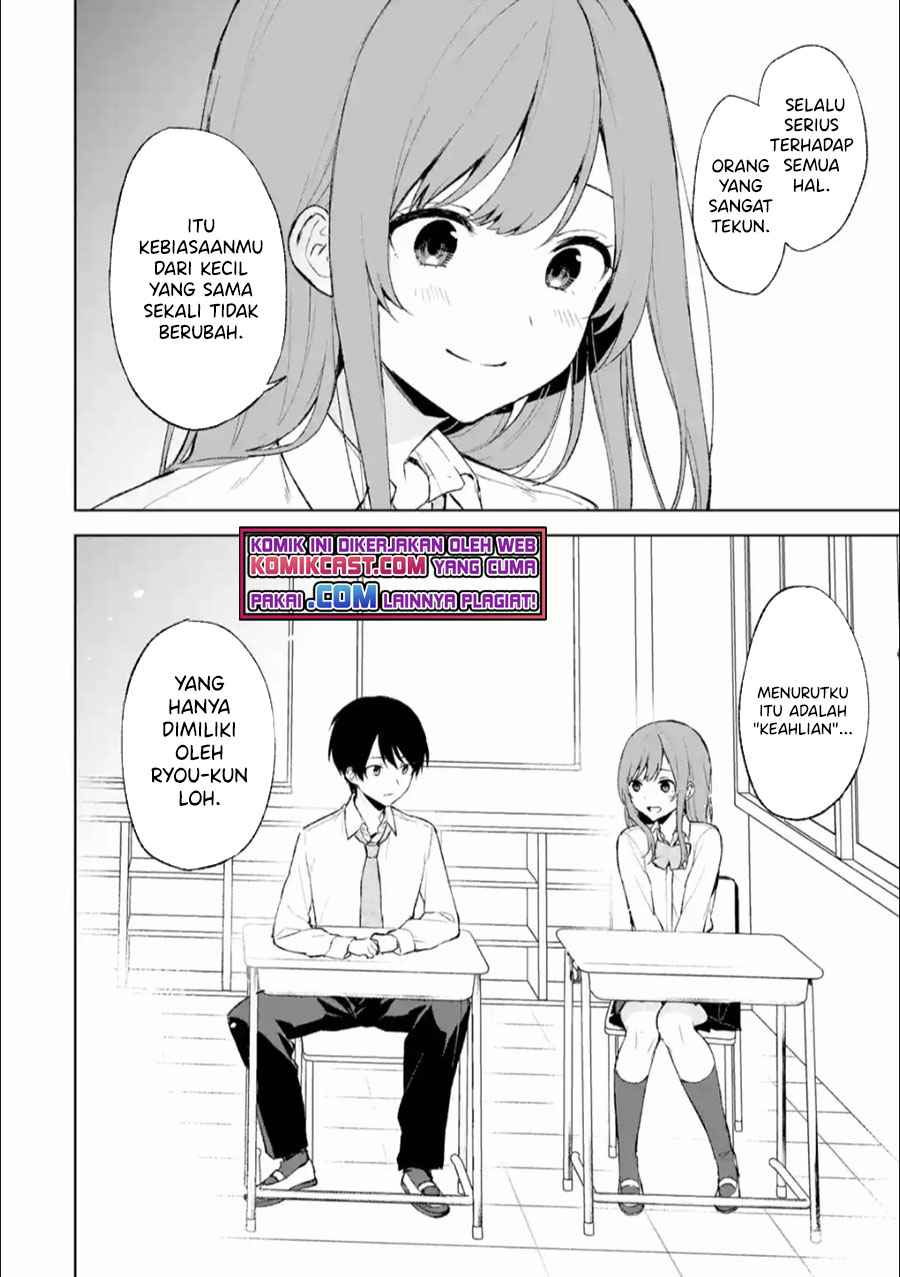 SELALU
SERIUS
TERHADAP
SEMUA
HAL.
ORANG
YANG
SANGAT
TEKUN.
ITU
KEBIASAANMU
DARI KECIL
YANG SAMA
SEKALI TIDAK
BERUBAH.
KOMIK INI DIKERJAKAN OLEH WEB
KOMIKCAST.COM YANG CUMA
PAKAI .COM LAINNYA PLAGIAT!
MENURUTKU
ITU ADALAH
"KEAHLIAN"...
YANG
HANYA
DIMILIKI
OLEH
RYOU-KUN
LOH.